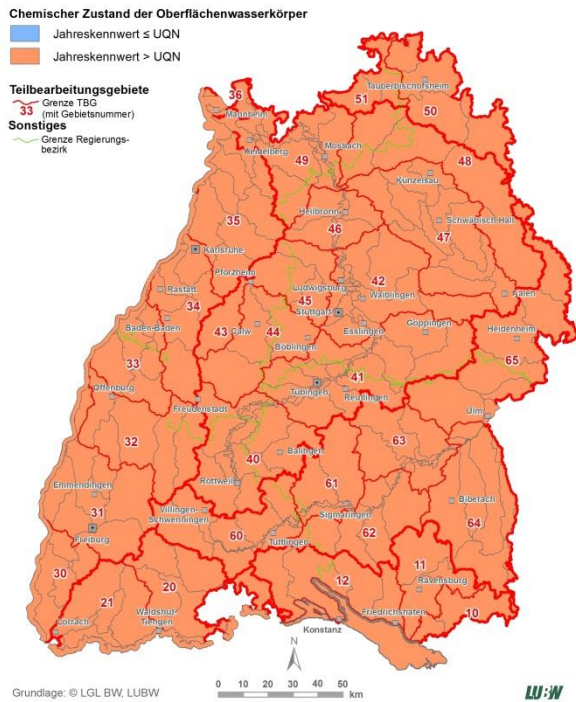 Chemischer Zustand der Oberflächenwasserkörper
Jahreskennwert ≤ UQN
Jahreskennwert > UQN
Teilbearbeitungsgebiete
33 Grenze TBG
(mit Gebietsnummer)
Sonstiges
Grenze Regierungs-
bezirk
36
Mannheim
Heidelberg
51
Tauberbischofsheim
50
49
Mosbach
48
Künzelsau
Heilbronn
46
Schwäbisch Hall
47
35
Karlsruhe
Pforzheim
Ludwigsburg
42
45
Waiblingen
Stuttgart
Aalen
Rastatt
34
Baden-Baden
43
Calw
44
Böblingen
Esslingen
Göppingen
Heidenheim
65
33
Offenburg
Freudenstadt
Tübingen
41
Reutlingen
Ulm
32
40
Balingen
63
Rottweil
61
Emmendingen
31
Freiburg
Villingen-
Schwenningen
60
Tuttlingen
Sigmaringen
62
Biberach
64
30
21
20
Lörrach
Waldshut-
Tiengen
12
11
Ravensburg
10
Friedrichshafen
Konstanz
N
0 10 20 30 40 50
km
Grundlage: © LGL BW, LUBW
LUBW